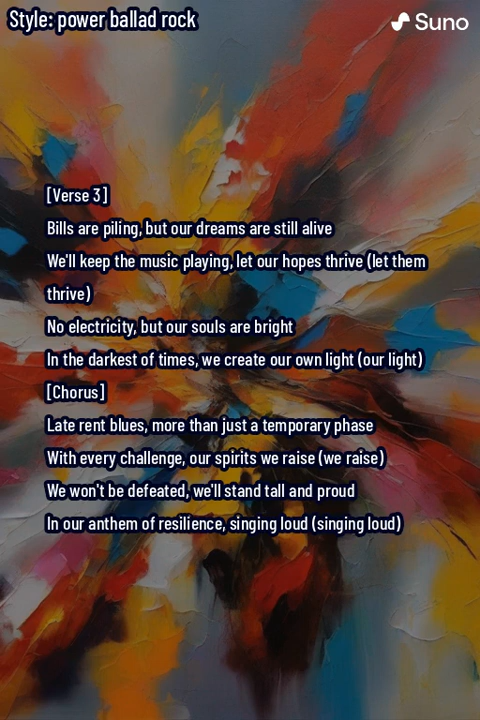 Style: power ballad rock
Suno
[Verse 3]
Bills are piling, but our dreams are still alive
We'll keep the music playing, let our hopes thrive (let them
thrive)
No electricity, but our souls are bright
In the darkest of times, we create our own light (our light)
[Chorus]
Late rent blues, more than just a temporary phase
With every challenge, our spirits we raise (we raise)
We won't be defeated, we'll stand tall and proud
In our anthem of resilience, singing loud (singing loud)